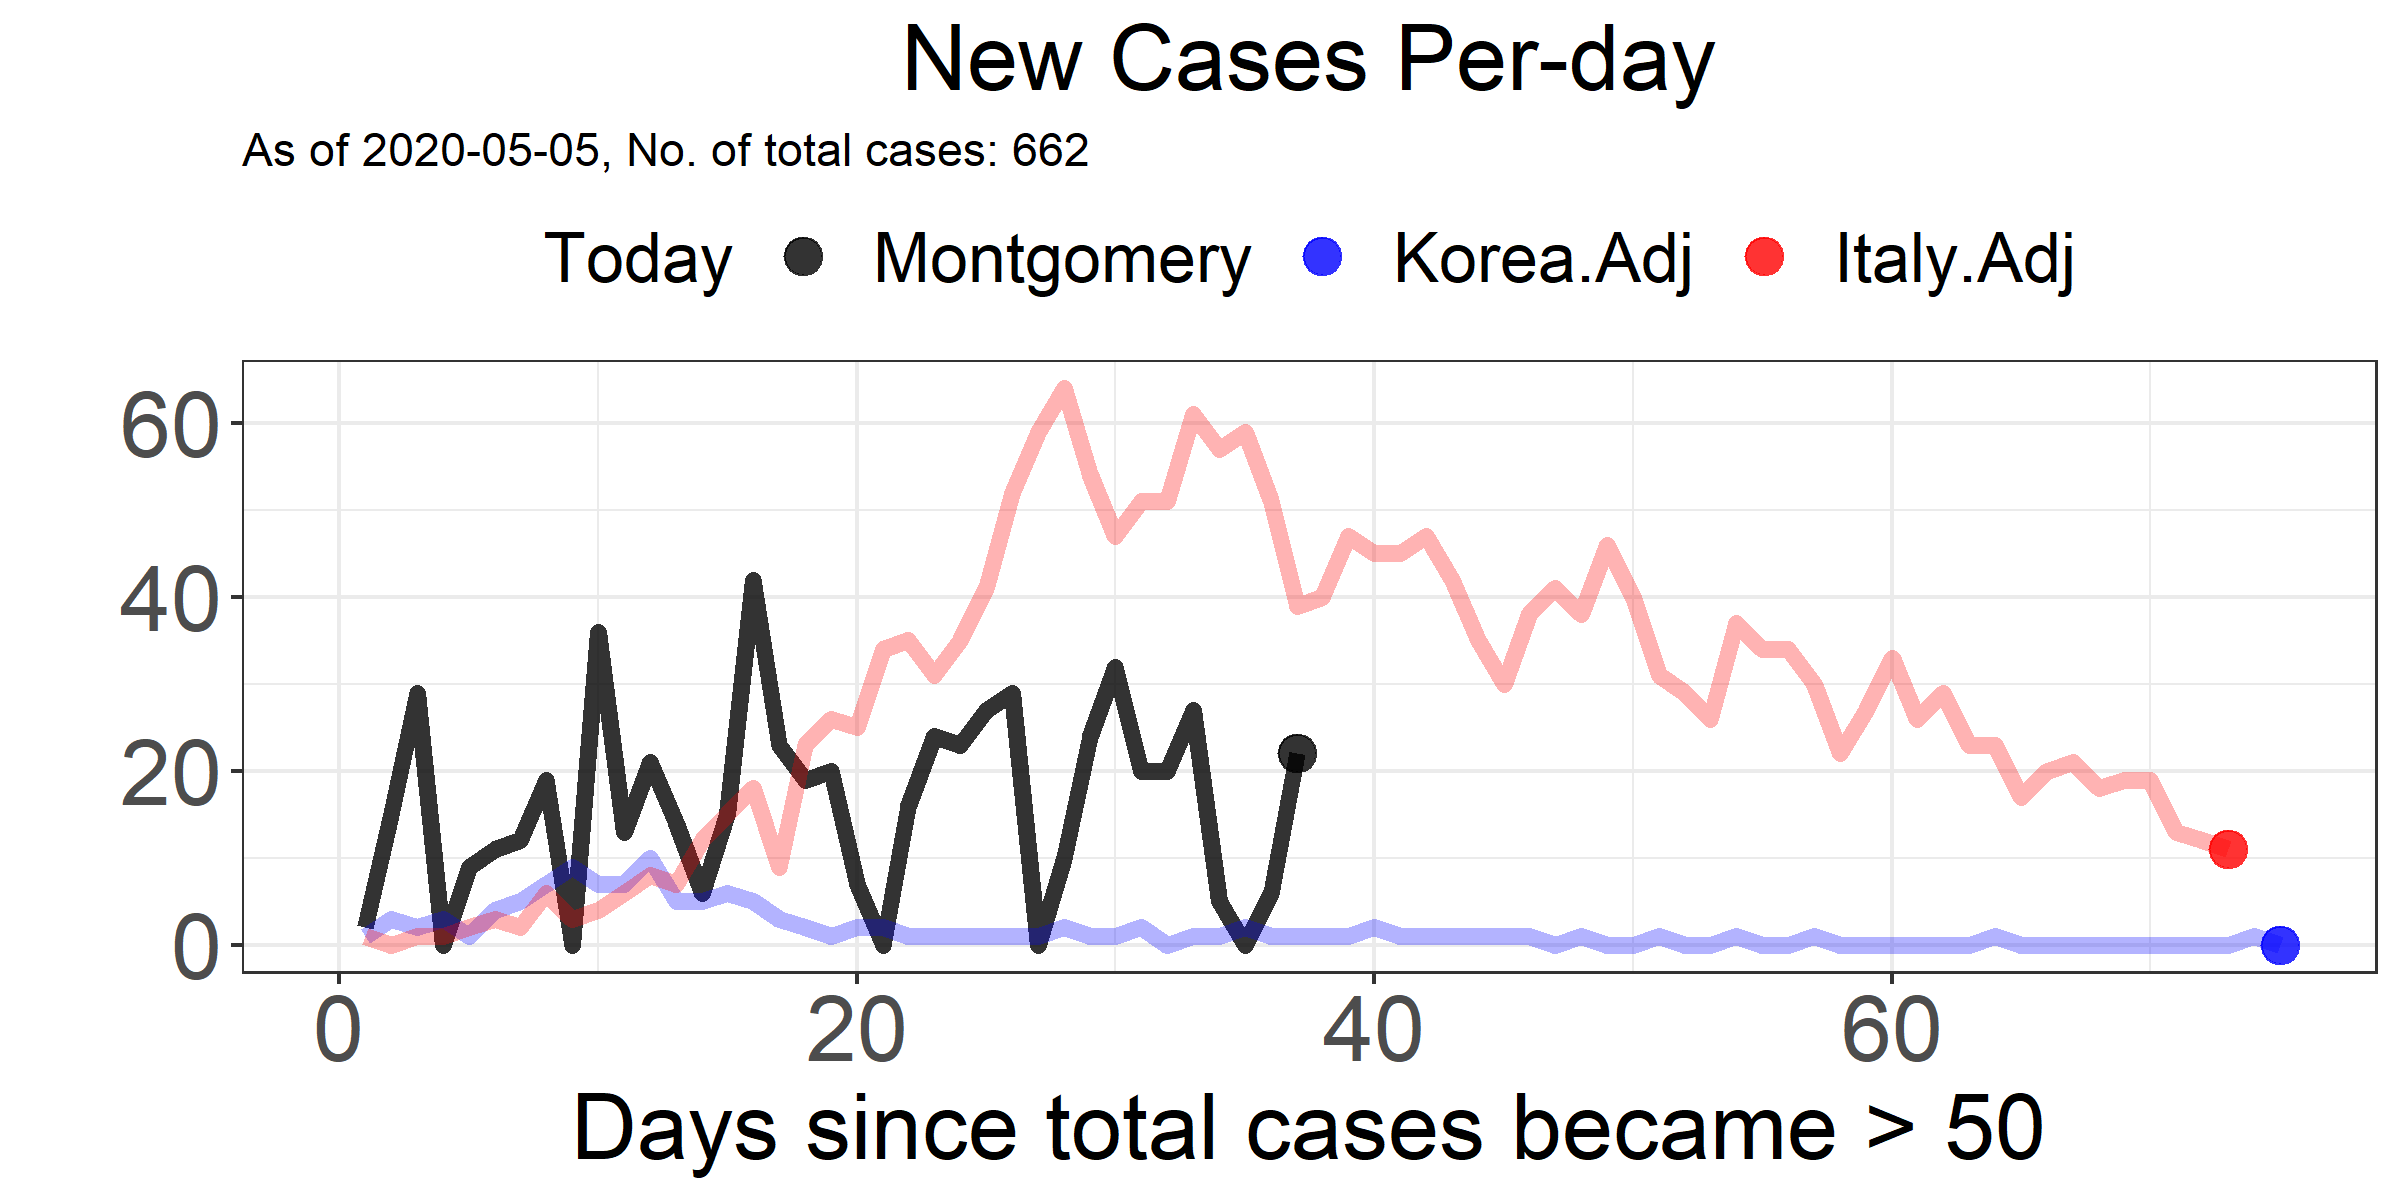 New Cases Per-day
As of 2020-05-05, No. of total cases: 662
Today Montgomery Korea.Adj Italy.Adj
60
40
20
0
0 20 40 60
Days since total cases became > 50